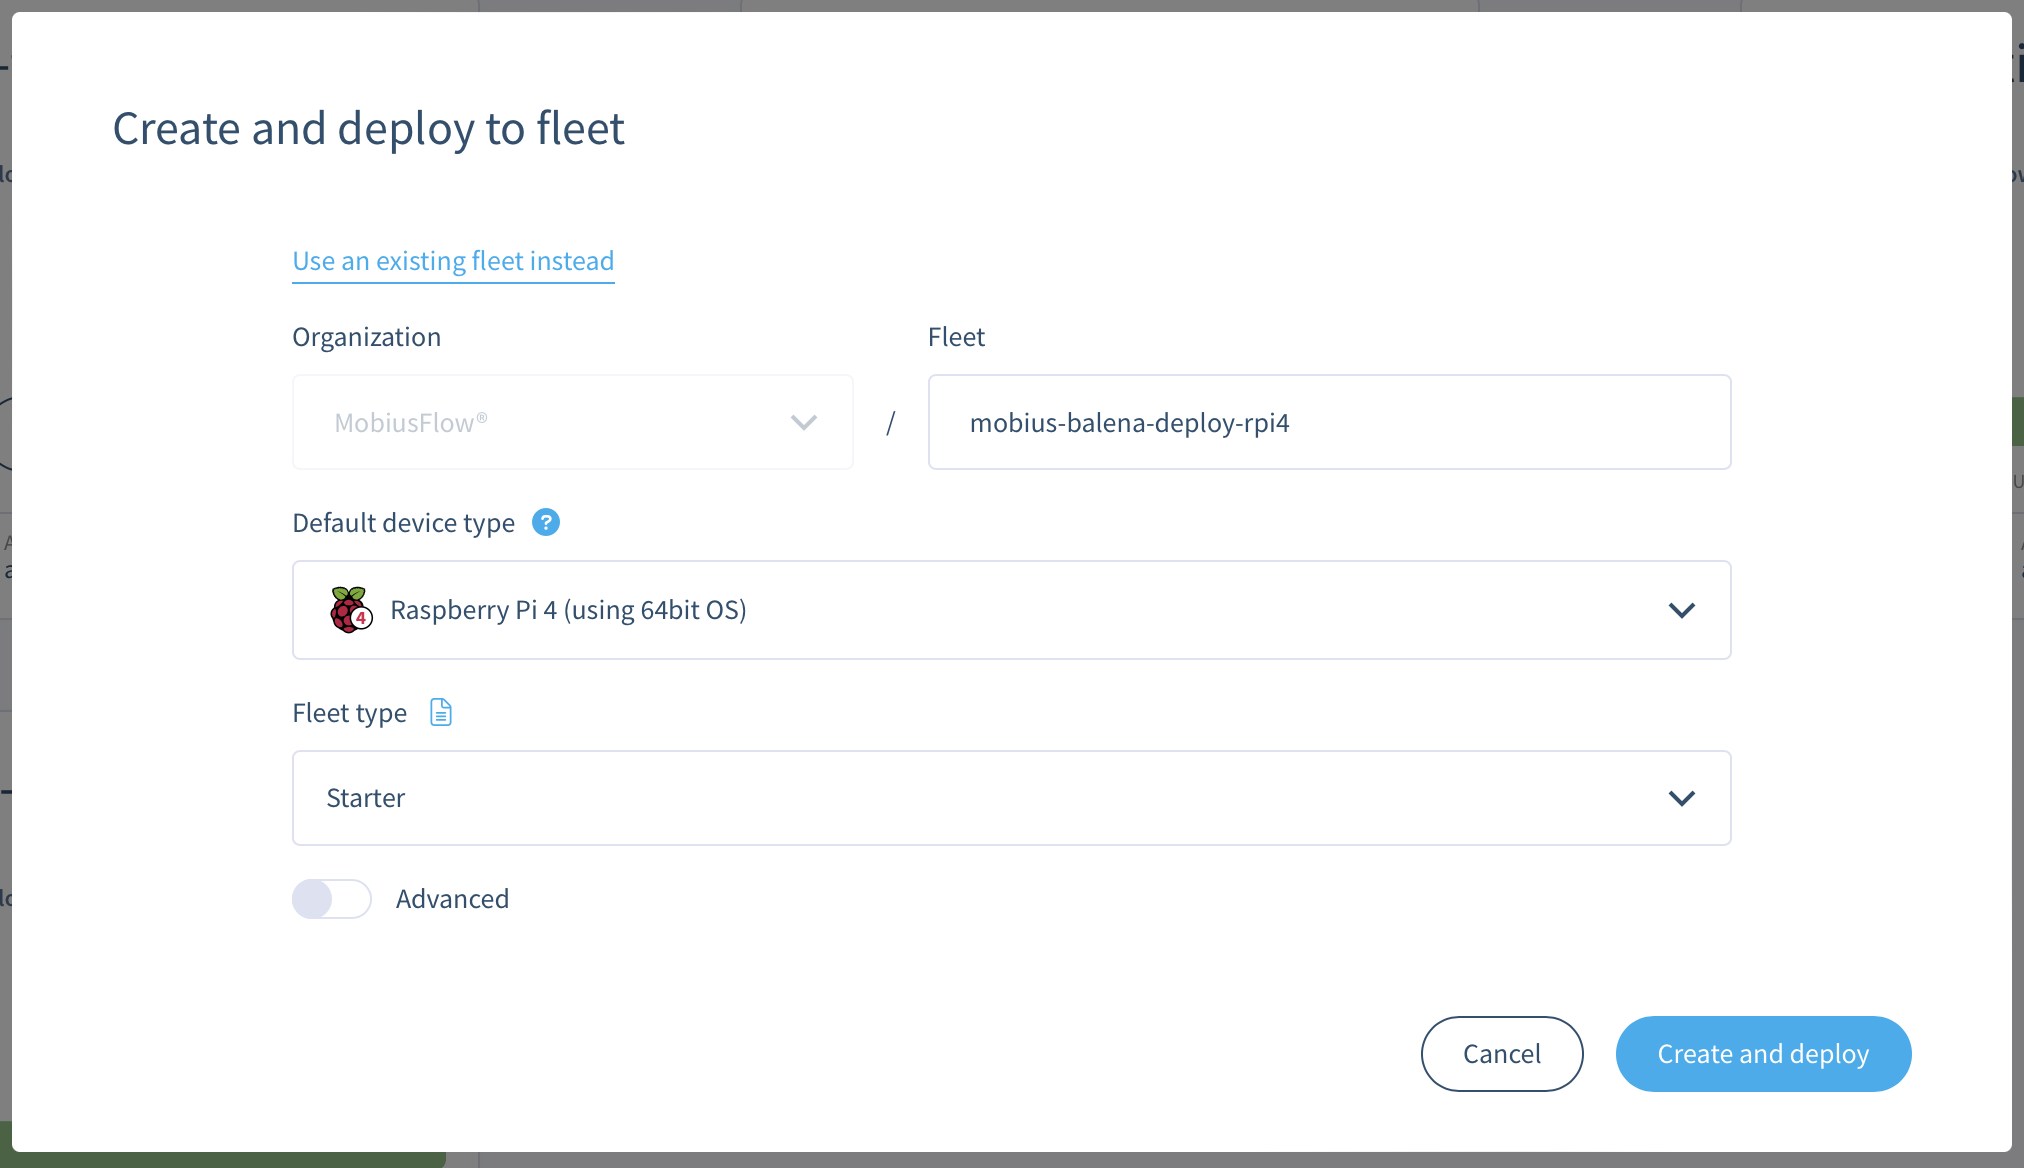 Create and deploy to fleet
Use an existing fleet instead
Organization
Fleet
MobiusFlow®
/
mobius-balena-deploy-rpi4
Default device type ?
4 Raspberry Pi 4 (using 64bit OS)
Fleet type
Starter
Advanced
Cancel
Create and deploy